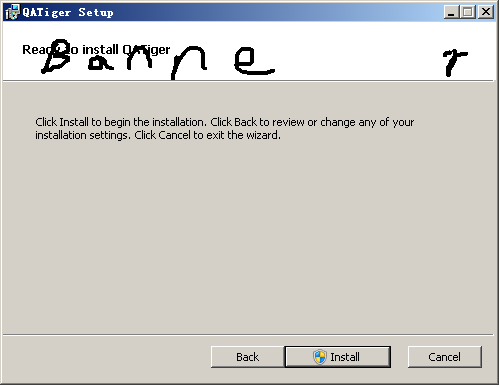 QATiger Setup
Ready to install QATiger
Banner
Click Install to begin the installation. Click Back to review or change any of your
installation settings. Click Cancel to exit the wizard.
Back Install Cancel